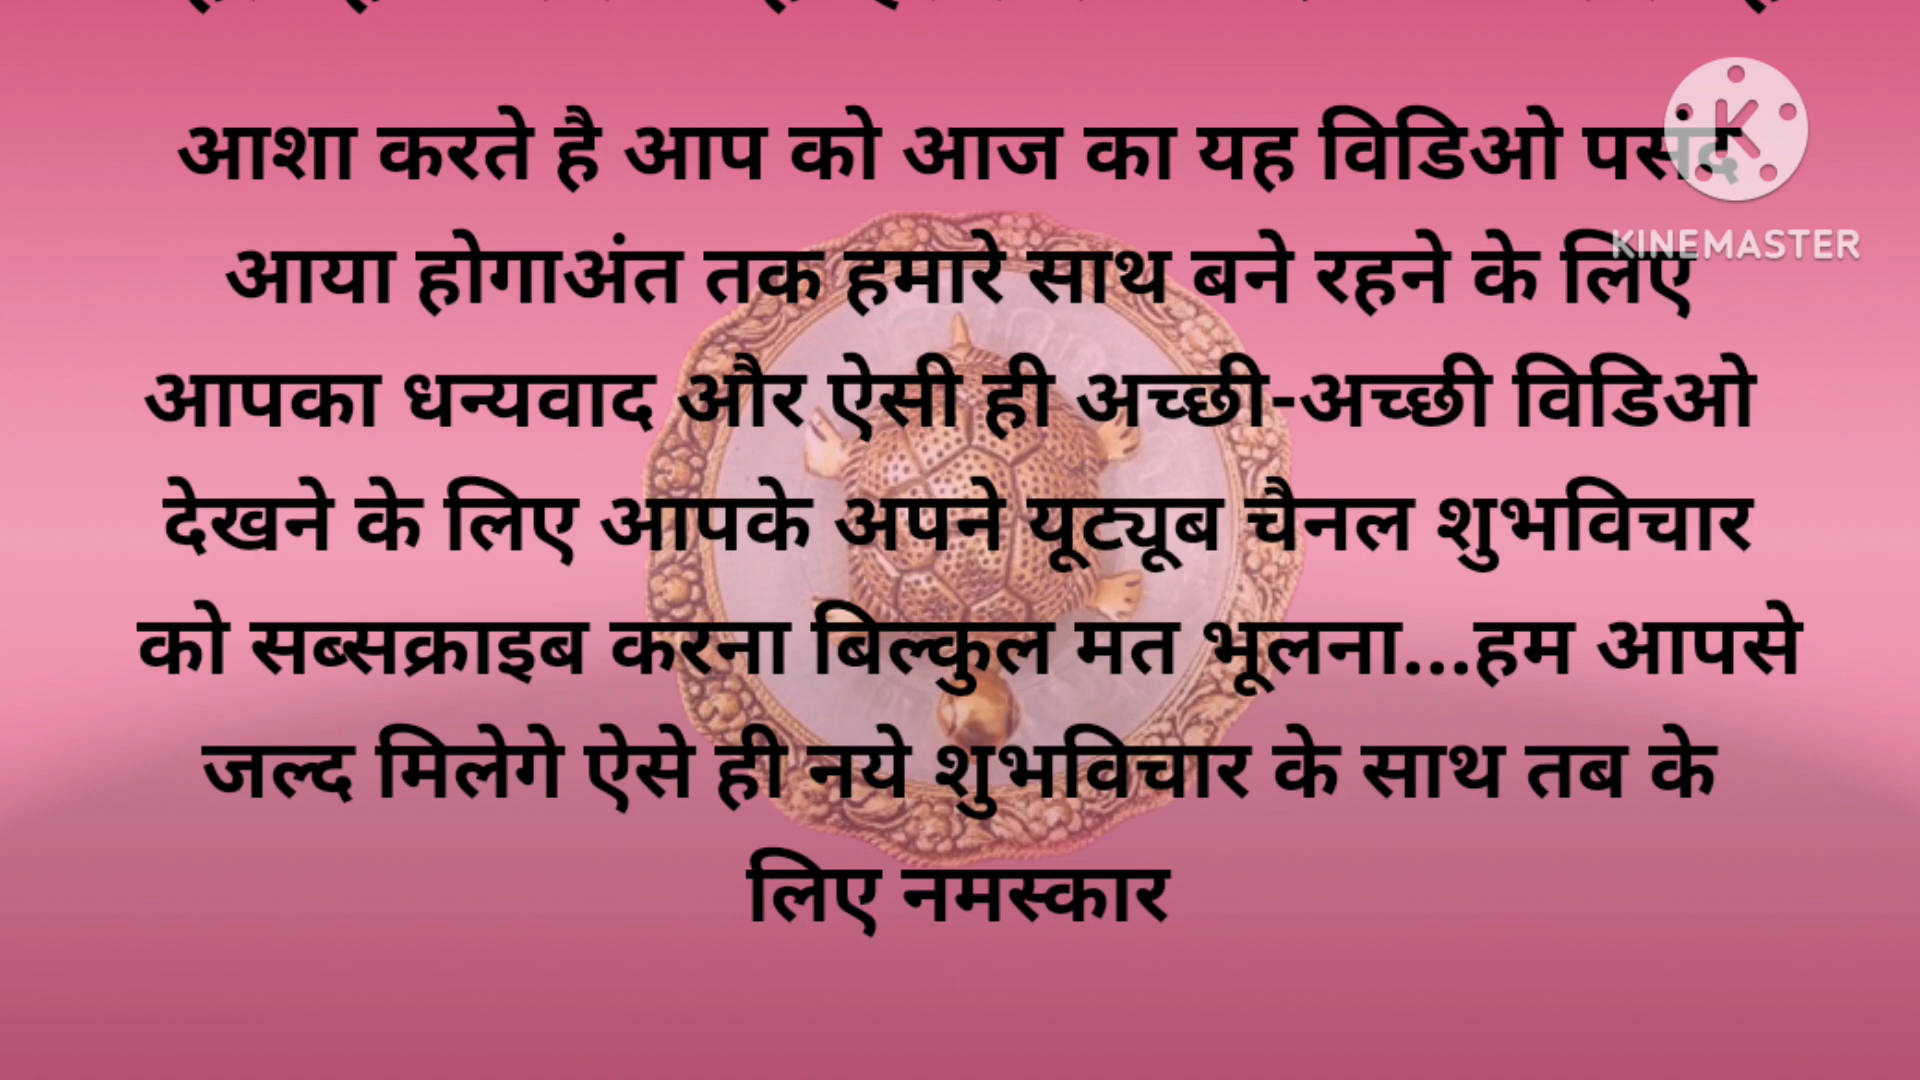 आशा करते है आप को आज का यह विडिओ पसंद
आया होगाअंत तक हमारे साथ बने रहने के लिए
आपका धन्यवाद और ऐसी ही अच्छी-अच्छी विडिओ
देखने के लिए आपके अपने यूट्यूब चैनल शुभविचार
को सब्सक्राइब करना बिल्कुल मत भूलना...हम आपसे
जल्द मिलेगे ऐसे ही नये शुभविचार के साथ तब के
लिए नमस्कार
K
KINEMASTER